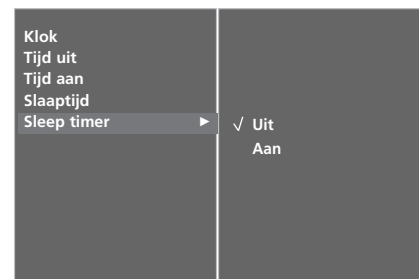 Klok
Tijd uit
Tijd aan
Slaaptijd
Sleep timer ►
√ Uit
Aan